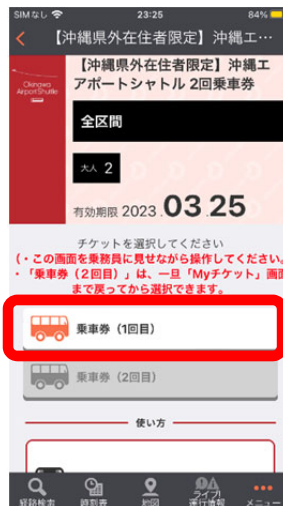 SIMなし
23:25
84%
【沖縄県外在住者限定】沖縄エ…
Okinawa
AirportShuttle
【沖縄県外在住者限定】沖縄エ
アポートシャトル 2回乗車券
全区間
大人 2
有効期限 2023.03.25
チケットを選択してください
(・この画面を乗務員に見せながら操作してください。
・「乗車券（2回目）」は、一旦「Myチケット」画面
まで戻ってから選択できます。
乗車券（1回目）
乗車券（2回目）
使い方
経路検索
時刻表
地図
ライブ!
運行情報
メニュー